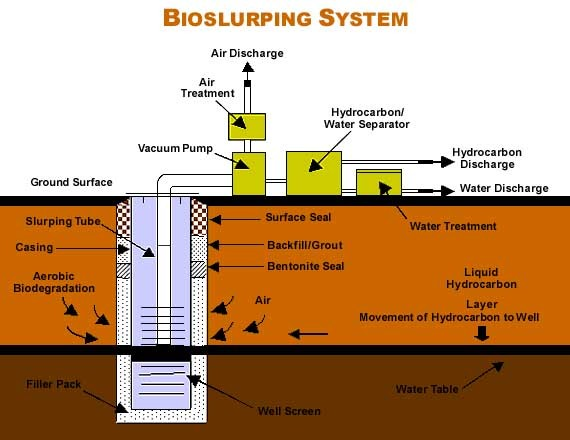 BIOSLURPING SYSTEM
Air Discharge
Air
Treatment
Hydrocarbon/
Water Separator
Vacuum Pump
Hydrocarbon
Discharge
Ground Surface
Water Discharge
Slurping Tube
Surface Seal
Water Treatment
Casing
Backfill/Grout
Bentonite Seal
Aerobic
Biodegradation
Liquid
Hydrocarbon
Air
Layer
Movement of Hydrocarbon to Well
Filler Pack
Water Table
Well Screen